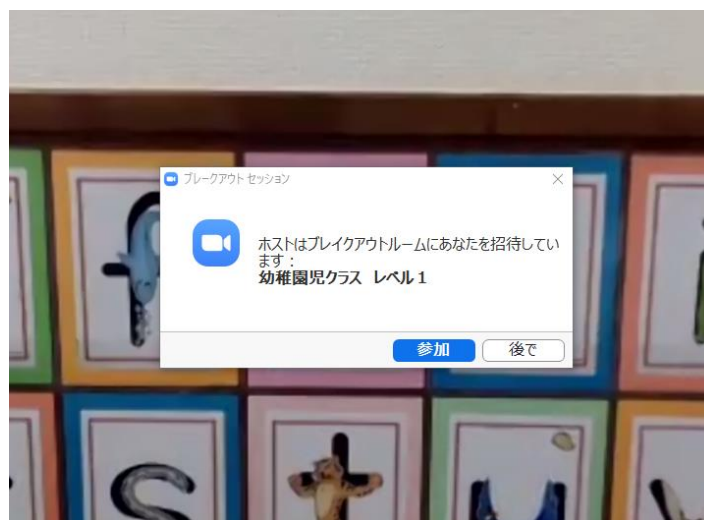 ブレークアウト セッション
ホストはブレイクアウトルームにあなたを招待してい
ます：
幼稚園児クラス レベル 1
参加
後で
f
i
s
t
u